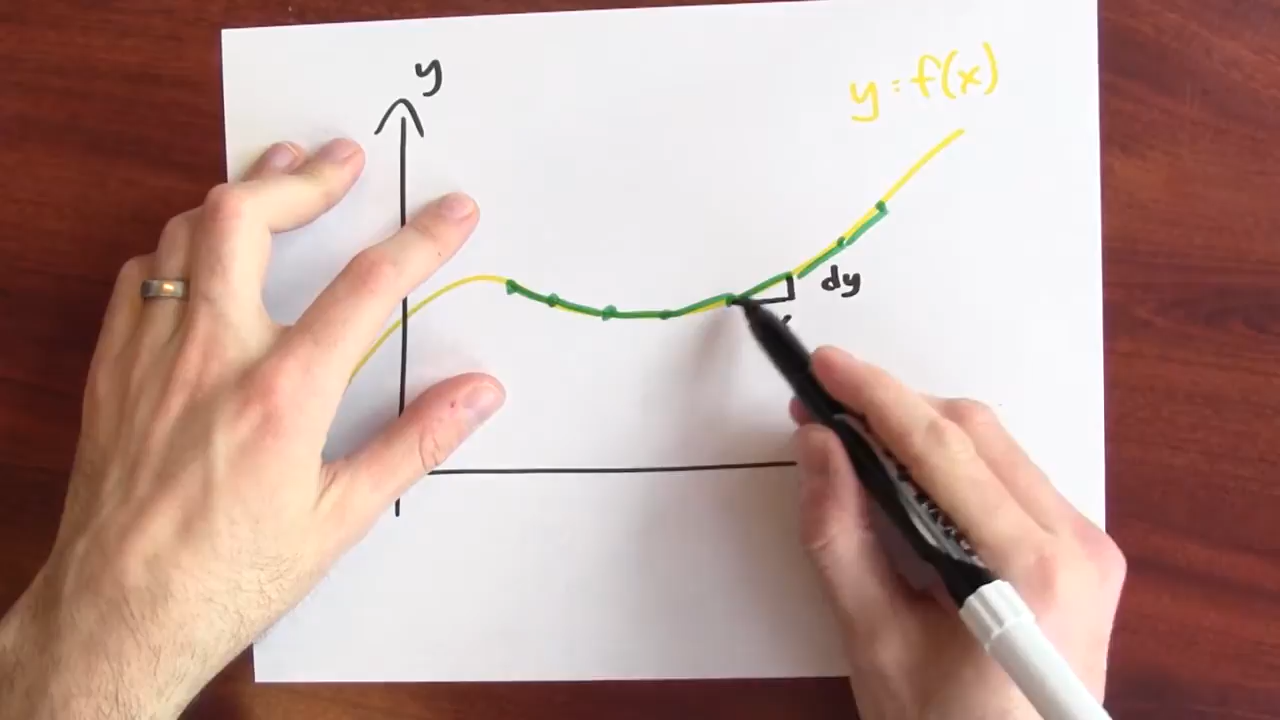 y
y = f(x)
dy